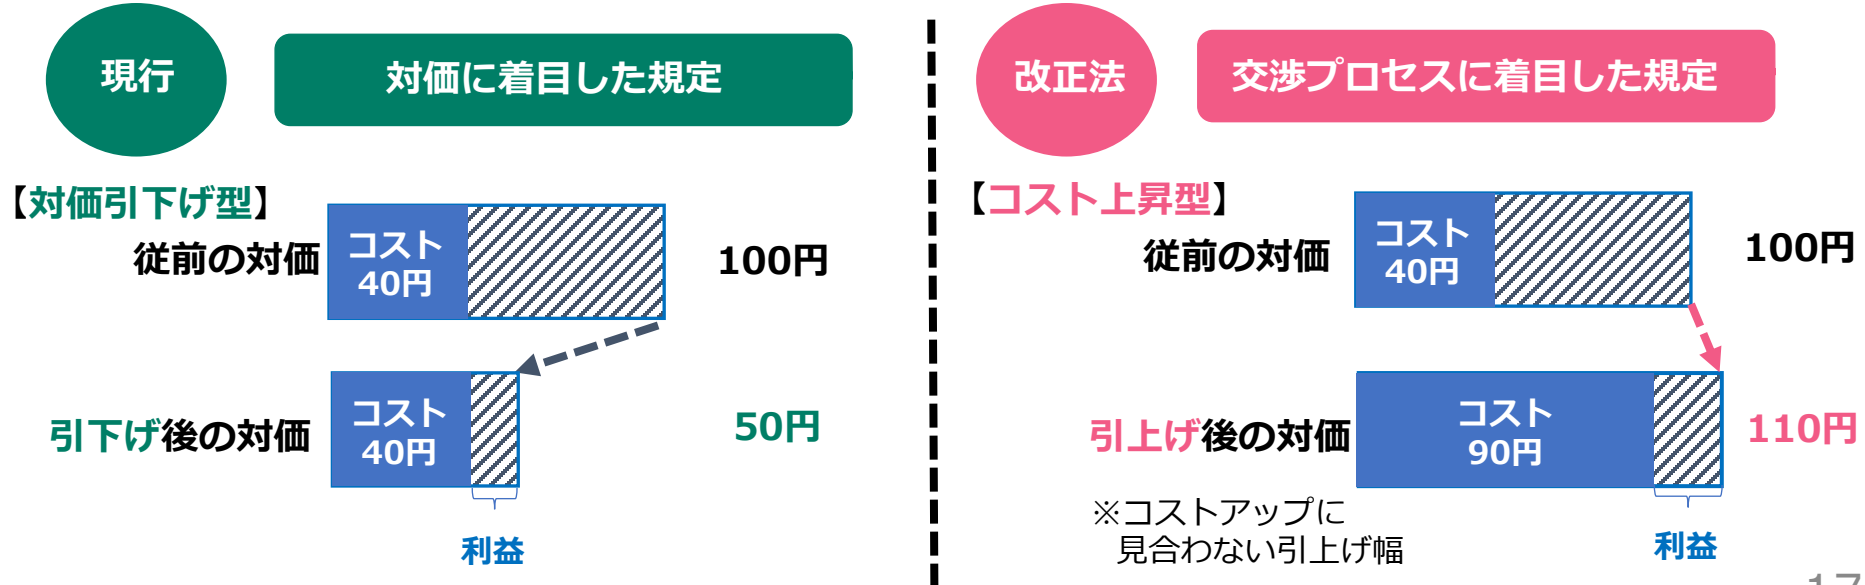 現行
対価に着目した規定
【対価引下げ型】
従前の対価
コスト
40円
100円
引下げ後の対価
コスト
40円
50円
利益
改正法
交渉プロセスに着目した規定
【コスト上昇型】
従前の対価
コスト
40円
100円
引上げ後の対価
コスト
90円
110円
※コストアップに
見合わない引上げ幅
利益
17